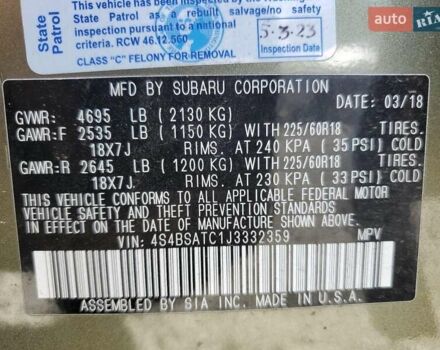 This vehicle has been inspected by the Washington
State Patrol as a rebuilt salvage/no safety
inspection pursuant to a national
criteria. RCW 46.12.560
CLASS "C" FELONY FOR REMOVAL
State
Patrol
5-3-23
Inspection Date
AUTO
RIA
MFD BY SUBARU CORPORATION
DATE: 03/18
GVWR: 4695 LB (2130 KG)
GAWR:F 2535 LB (1150 KG) WITH 225/60R18 TIRES.
18X7J RIMS. AT 240 KPA (35 PSI) COLD
GAWR:R 2645 LB (1200 KG) WITH 225/60R18 TIRES.
18X7J RIMS. AT 230 KPA (33 PSI) COLD
THIS VEHICLE CONFORMS TO ALL APPLICABLE FEDERAL MOTOR
VEHICLE SAFETY AND THEFT PREVENTION STANDARDS IN
EFFECT ON THE DATE OF MANUFACTURE SHOWN ABOVE.
VIN: 4S4BSATC1J3332359 MPV
ASSEMBLED BY SIA INC. MADE IN U.S.A.